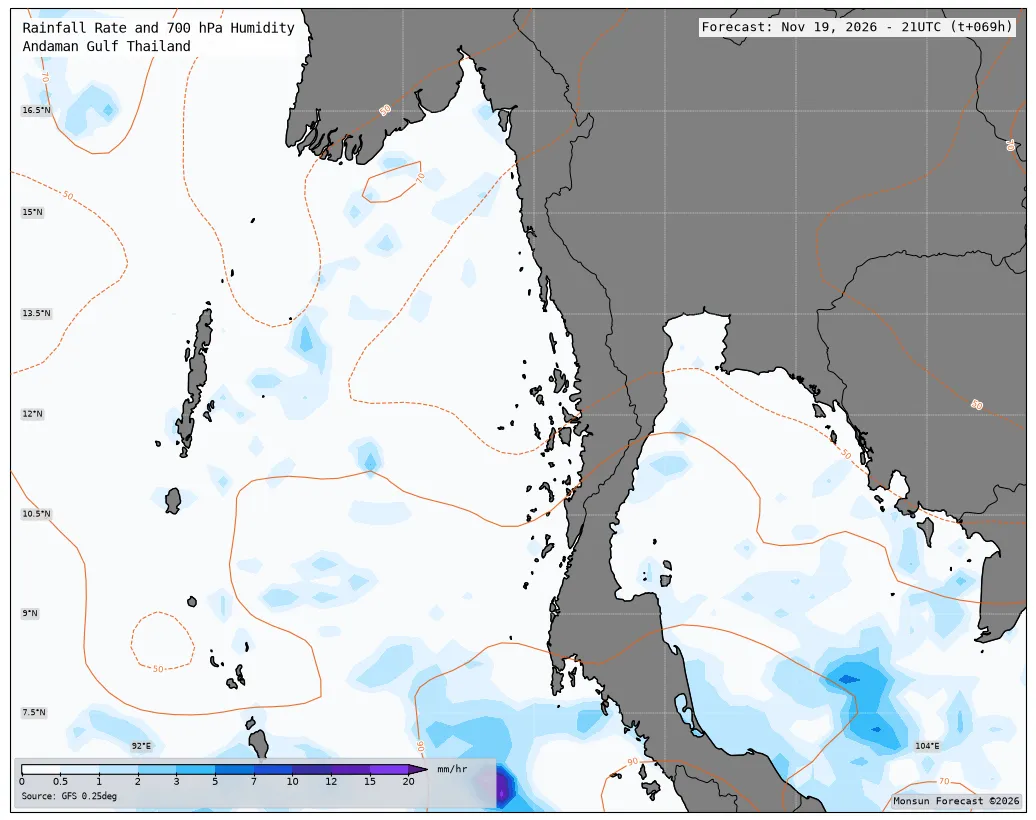 Rainfall Rate and 700 hPa Humidity
Andaman Gulf Thailand
Forecast: Nov 19, 2026 - 21UTC (t+069h)
70
50
70
16.5°N
70
50
15°N
13.5°N
50
12°N
50
10.5°N
9°N
50
7.5°N
92°E
104°E
90
90
70
mm/hr
0 0.5 1 2 3 5 7 10 12 15 20
Source: GFS 0.25deg
Monsun Forecast ©2026